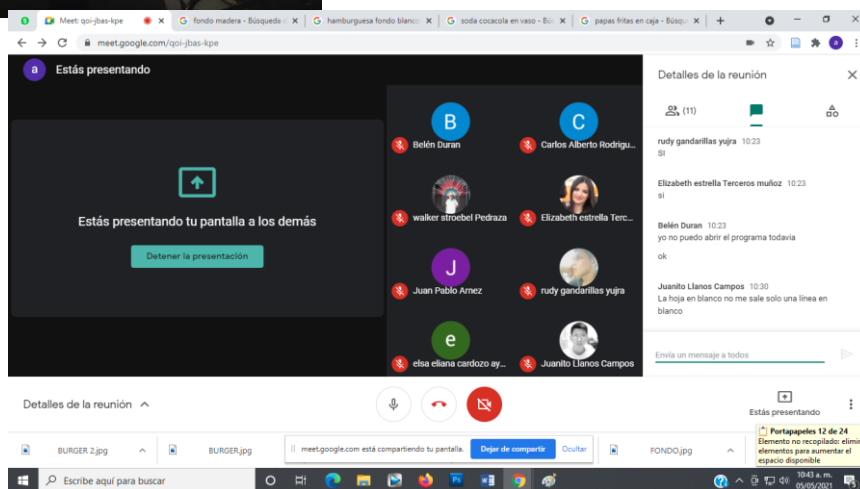 Meet: qoi-jbas-kpe
fondo madera - Búsqueda d
hamburguesa fondo blanco
soda cocacola en vaso - Bús
papas fritas en caja - Búsqu
meet.google.com/qoi-jbas-kpe
a
a
Estás presentando
Estás presentando tu pantalla a los demás
Detener la presentación
B
Belén Duran
C
Carlos Alberto Rodrigu...
walker stroebel Pedraza
Elizabeth estrella Terc...
J
Juan Pablo Arnez
rudy gandarillas yujra
e
elsa eliana cardozo ay...
Juanito Llanos Campos
Detalles de la reunión
(11)
rudy gandarillas yujra 10:23
SI
Elizabeth estrella Terceros muñoz 10:23
si
Belén Duran 10:23
yo no puedo abrir el programa todavia
ok
Juanito Llanos Campos 10:30
La hoja en blanco no me sale solo una línea en
blanco
Envía un mensaje a todos
Detalles de la reunión
Estás presentando
Portapapeles 12 de 24
Elemento no recopilado: elimin
elementos para aumentar el
espacio disponible
BURGER 2.jpg
BURGER.jpg
meet.google.com está compartiendo tu pantalla.
Dejar de compartir
Ocultar
FONDO.jpg
Escribe aquí para buscar
10:43 a. m.
05/05/2021